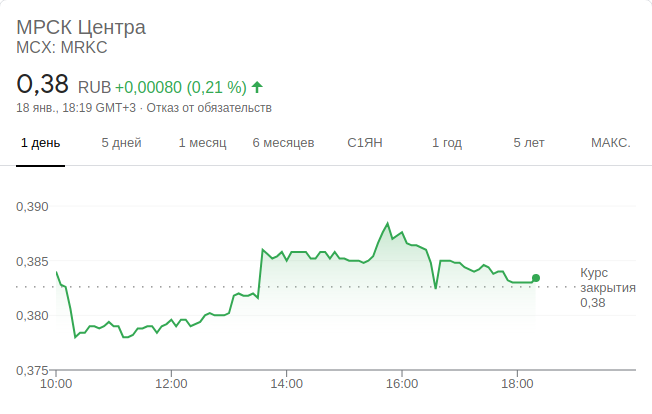 МРСК Центра
MCX: MRKC
0,38 RUB +0,00080 (0,21 %)
18 янв., 18:19 GMT+3 · Отказ от обязательств
1 день 5 дней 1 месяц 6 месяцев С1ЯН 1 год 5 лет МАКС.
0,390
0,385
0,380
0,375
Курс
закрытия
0,38
10:00 12:00 14:00 16:00 18:00